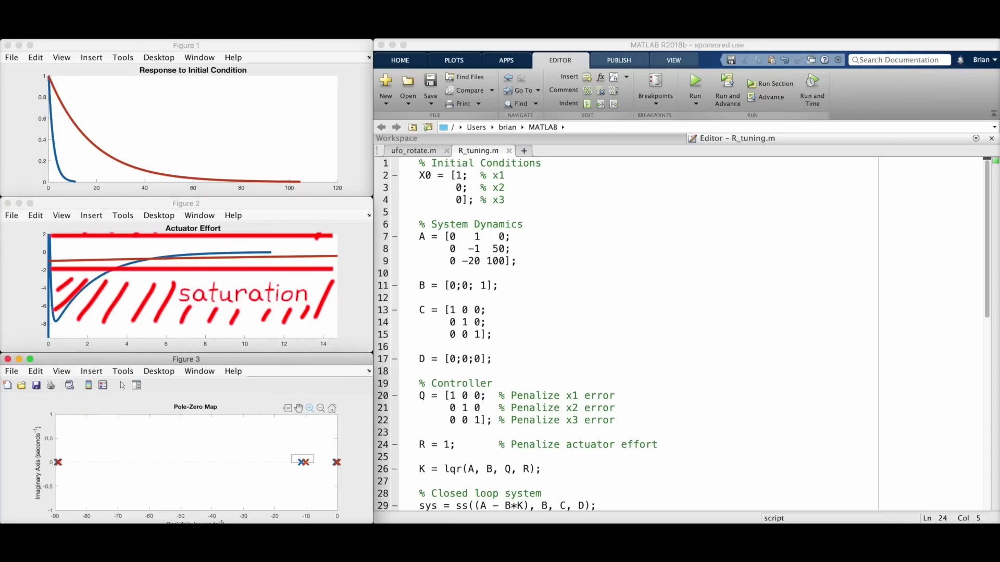 Figure 1
File Edit View Insert Tools Desktop Window Help
Response to Initial Condition
1
0.8
0.6
0.4
0.2
0
0 20 40 60 80 100 120
Figure 2
File Edit View Insert Tools Desktop Window Help
Actuator Effort
2
0
-2
-4
-6
-8
saturation
0 2 4 6 8 10 12 14
Figure 3
File Edit View Insert Tools Desktop Window Help
Pole-Zero Map
Imaginary Axis (seconds⁻¹)
1
0.5
0
-0.5
-1
-90 -80 -70 -60 -50 -40 -30 -20 -10 0
MATLAB R2018b - sponsored use
HOME PLOTS APPS EDITOR PUBLISH VIEW
Search Documentation
Brian
New Open Save
Find Files
Compare
Print
FILE
Go To
Find
NAVIGATE
Insert
Comment
Indent
EDIT
Breakpoints
BREAKPOINTS
Run
Run and Advance
Run Section
Advance
Run and Time
RUN
/ Users brian MATLAB
Workspace
Editor - R_tuning.m
ufo_rotate.m R_tuning.m
1 % Initial Conditions
2 X0 = [1; % x1
3 0; % x2
4 0]; % x3
5
6 % System Dynamics
7 A = [0 1 0;
8 0 -1 50;
9 0 -20 100];
10
11 B = [0;0; 1];
12
13 C = [1 0 0;
14 0 1 0;
15 0 0 1];
16
17 D = [0;0;0];
18
19 % Controller
20 Q = [1 0 0; % Penalize x1 error
21 0 1 0 % Penalize x2 error
22 0 0 1]; % Penalize x3 error
23
24 R = 1; % Penalize actuator effort
25
26 K = lqr(A, B, Q, R);
27
28 % Closed loop system
29 sys = ss((A - B*K), B, C, D);
script
Ln 24 Col 5